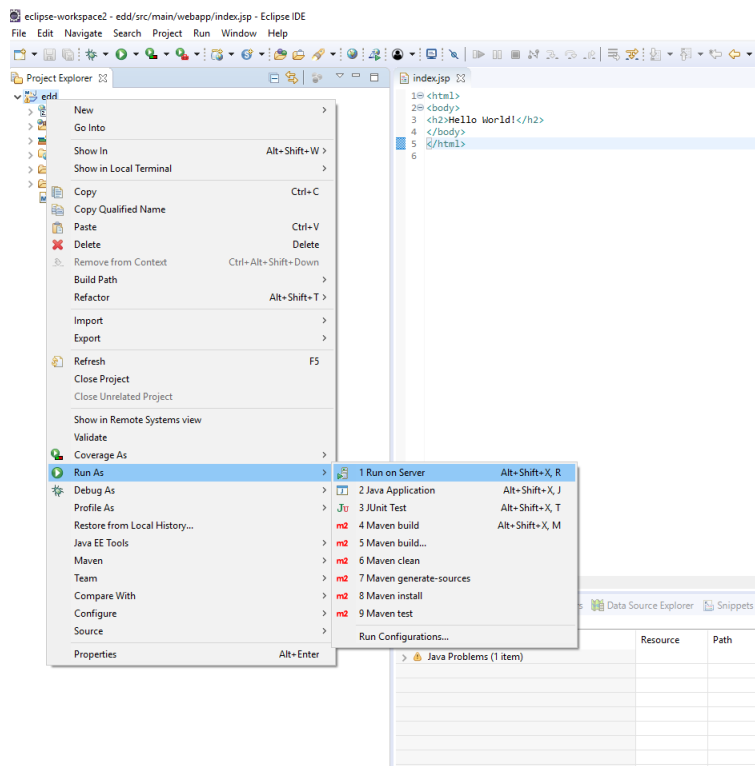 eclipse-workspace2 - edd/src/main/webapp/index.jsp - Eclipse IDE
File Edit Navigate Search Project Run Window Help
Project Explorer
index.jsp
edd
1 <html>
2 <body>
3 <h2>Hello World!</h2>
4 </body>
5 </html>
6
New
Go Into
Show In Alt+Shift+W
Show in Local Terminal
Copy Ctrl+C
Copy Qualified Name
Paste Ctrl+V
Delete Delete
Remove from Context Ctrl+Alt+Shift+Down
Build Path
Refactor Alt+Shift+T
Import
Export
Refresh F5
Close Project
Close Unrelated Project
Show in Remote Systems view
Validate
Coverage As
Run As
Debug As
Profile As
Restore from Local History...
Java EE Tools
Maven
Team
Compare With
Configure
Source
Properties Alt+Enter
1 Run on Server Alt+Shift+X, R
2 Java Application Alt+Shift+X, J
Ju 3 JUnit Test Alt+Shift+X, T
m2 4 Maven build Alt+Shift+X, M
m2 5 Maven build...
m2 6 Maven clean
m2 7 Maven generate-sources
m2 8 Maven install
m2 9 Maven test
Run Configurations...
Data Source Explorer Snippets
Resource Path
Java Problems (1 item)